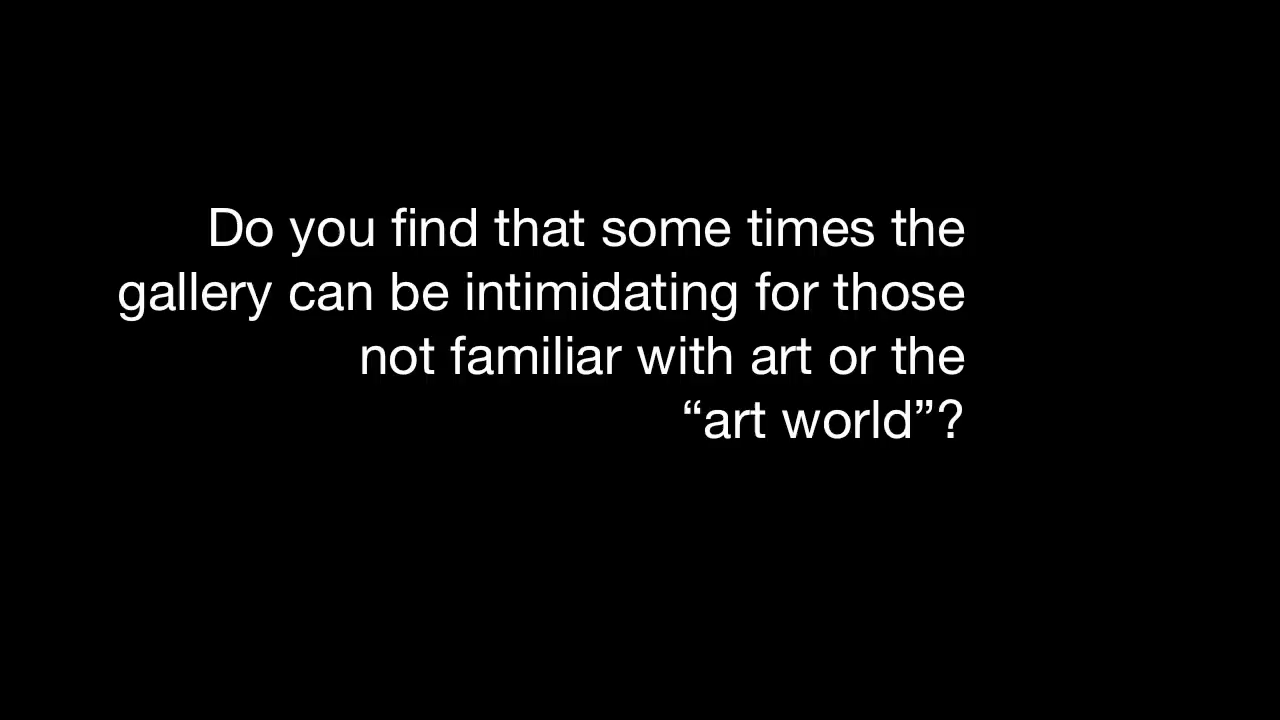 Do you find that some times the
gallery can be intimidating for those
not familiar with art or the
“art world”?